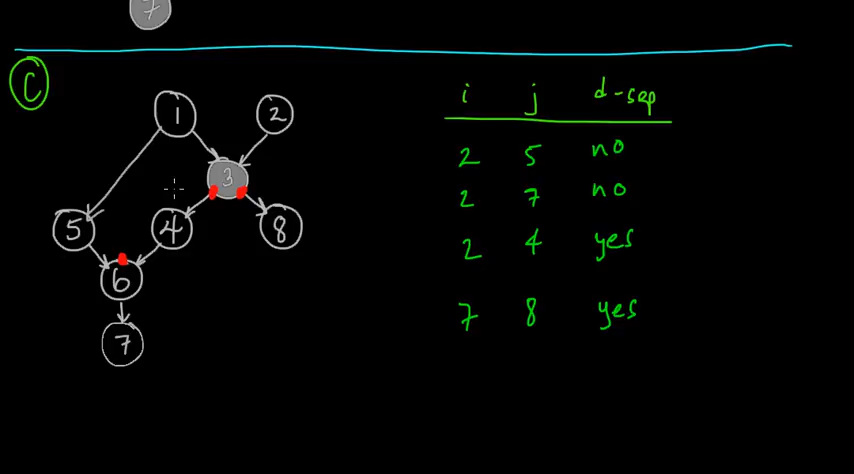 7
C
1 2
3
5 4 8
6
7
i j d-sep
2 5 no
2 7 no
2 4 yes
7 8 yes